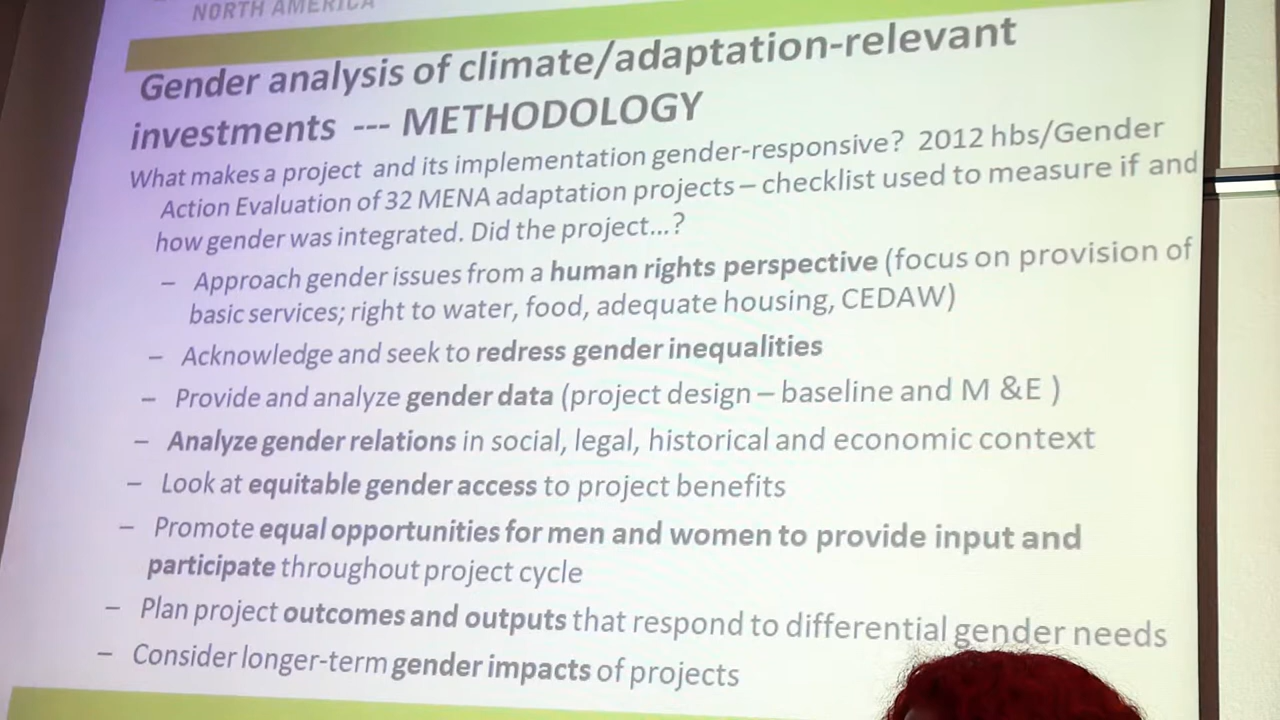 NORTH AMERICA
Gender analysis of climate/adaptation-relevant
investments --- METHODOLOGY
What makes a project and its implementation gender-responsive? 2012 hbs/Gender
Action Evaluation of 32 MENA adaptation projects – checklist used to measure if and
how gender was integrated. Did the project...?
– Approach gender issues from a human rights perspective (focus on provision of
basic services; right to water, food, adequate housing, CEDAW)
– Acknowledge and seek to redress gender inequalities
– Provide and analyze gender data (project design – baseline and M &E )
– Analyze gender relations in social, legal, historical and economic context
– Look at equitable gender access to project benefits
– Promote equal opportunities for men and women to provide input and
participate throughout project cycle
– Plan project outcomes and outputs that respond to differential gender needs
– Consider longer-term gender impacts of projects